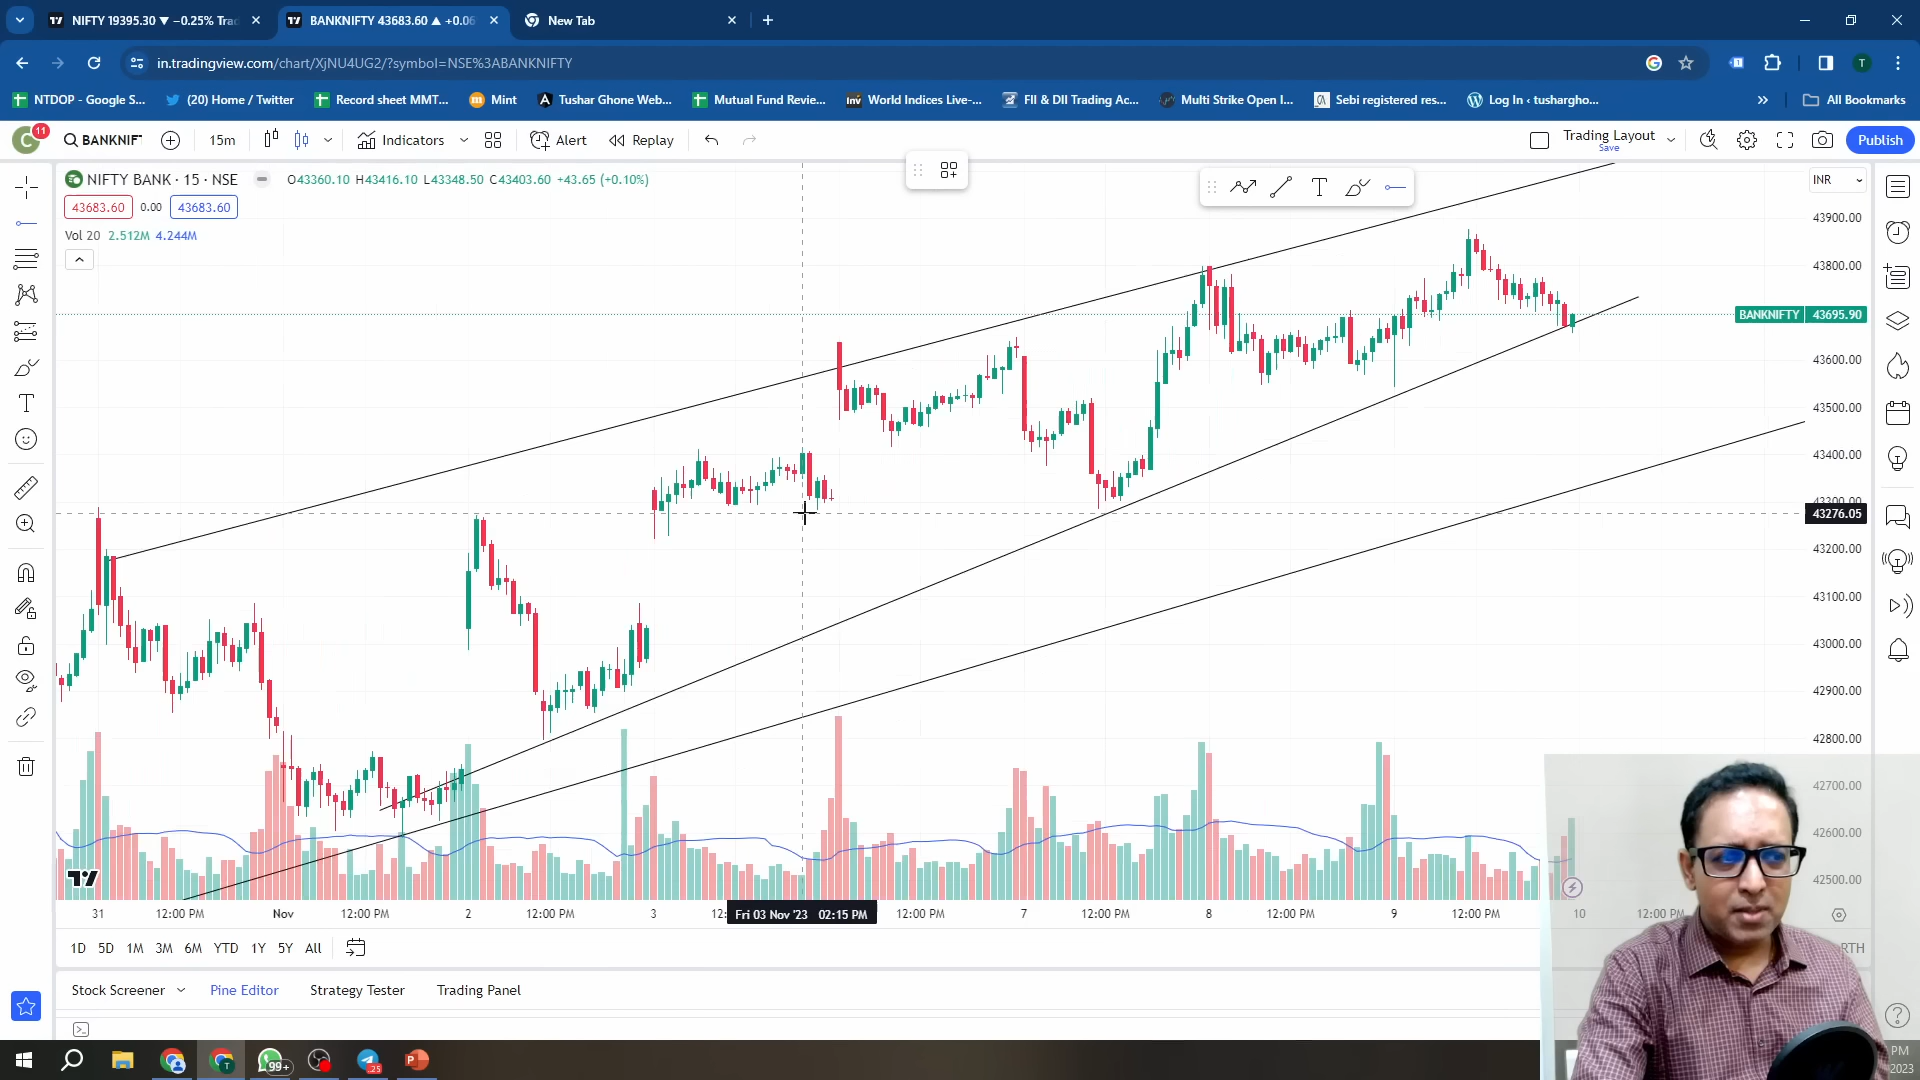 NIFTY 19395.30 ▼ −0.25% Tra
BANKNIFTY 43683.60 ▲ +0.06
New Tab
in.tradingview.com/chart/XjNU4UG2/?symbol=NSE%3ABANKNIFTY
T
NTDOP - Google S...
(20) Home / Twitter
Record sheet MMT...
Mint
Tushar Ghone Web...
Mutual Fund Revie...
World Indices Live-...
FII & DII Trading Ac...
Multi Strike Open I...
Sebi registered res...
Log In ‹ tushargho...
»
All Bookmarks
C 11
BANKNIF
15m
Indicators
Alert
Replay
Trading Layout
Save
Publish
NIFTY BANK · 15 · NSE
O43360.10 H43416.10 L43348.50 C43403.60 +43.65 (+0.10%)
INR
43683.60
0.00
43683.60
Vol 20 2.512M 4.244M
43900.00
43800.00
BANKNIFTY 43695.90
43600.00
43500.00
43400.00
43300.00
43276.05
43200.00
43100.00
43000.00
42900.00
42800.00
42700.00
42600.00
42500.00
31
12:00 PM
Nov
12:00 PM
2
12:00 PM
3
12:
Fri 03 Nov '23 02:15 PM
12:00 PM
7
12:00 PM
8
12:00 PM
9
12:00 PM
10
12:00 PM
1D
5D
1M
3M
6M
YTD
1Y
5Y
All
RTH
Stock Screener
Pine Editor
Strategy Tester
Trading Panel
99+
25
PM
2023